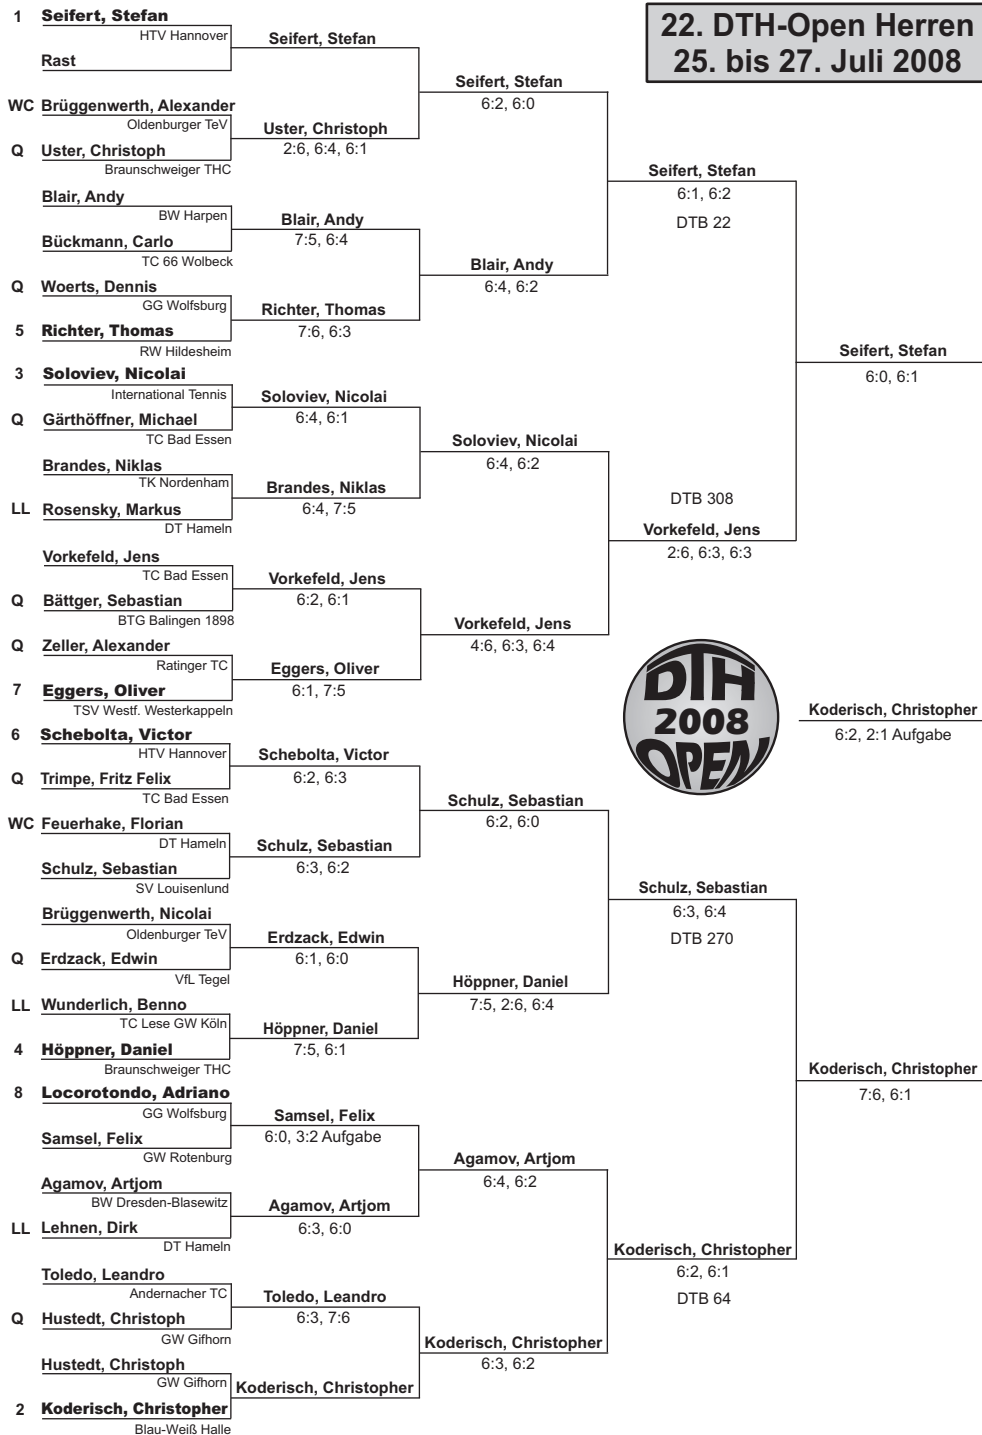 22. DTH-Open Herren
25. bis 27. Juli 2008
1 Seifert, Stefan
HTV Hannover
Rast
WC Brüggenwerth, Alexander
Oldenburger TeV
Q Uster, Christoph
Braunschweiger THC
Blair, Andy
BW Harpen
Bückmann, Carlo
TC 66 Wolbeck
Q Woerts, Dennis
GG Wolfsburg
5 Richter, Thomas
RW Hildesheim
3 Soloviev, Nicolai
International Tennis
Q Gärthöffner, Michael
TC Bad Essen
Brandes, Niklas
TK Nordenham
LL Rosensky, Markus
DT Hameln
Vorkefeld, Jens
TC Bad Essen
Q Bättger, Sebastian
BTG Balingen 1898
Q Zeller, Alexander
Ratinger TC
7 Eggers, Oliver
TSV Westf. Westerkappeln
6 Schebolta, Victor
HTV Hannover
Q Trimpe, Fritz Felix
TC Bad Essen
WC Feuerhake, Florian
DT Hameln
Schulz, Sebastian
SV Louisenlund
Brüggenwerth, Nicolai
Oldenburger TeV
Q Erdzack, Edwin
VfL Tegel
LL Wunderlich, Benno
TC Lese GW Köln
4 Höppner, Daniel
Braunschweiger THC
8 Locorotondo, Adriano
GG Wolfsburg
Samsel, Felix
GW Rotenburg
Agamov, Artjom
BW Dresden-Blasewitz
LL Lehnen, Dirk
DT Hameln
Toledo, Leandro
Andernacher TC
Q Hustedt, Christoph
GW Gifhorn
Hustedt, Christoph
GW Gifhorn
2 Koderisch, Christopher
Blau-Weiß Halle
Seifert, Stefan
Uster, Christoph
2:6, 6:4, 6:1
Blair, Andy
7:5, 6:4
Richter, Thomas
7:6, 6:3
Soloviev, Nicolai
6:4, 6:1
Brandes, Niklas
6:4, 7:5
Vorkefeld, Jens
6:2, 6:1
Eggers, Oliver
6:1, 7:5
Schebolta, Victor
6:2, 6:3
Schulz, Sebastian
6:3, 6:2
Erdzack, Edwin
6:1, 6:0
Höppner, Daniel
7:5, 6:1
Samsel, Felix
6:0, 3:2 Aufgabe
Agamov, Artjom
6:3, 6:0
Toledo, Leandro
6:3, 7:6
Koderisch, Christopher
Seifert, Stefan
6:2, 6:0
Blair, Andy
6:4, 6:2
Soloviev, Nicolai
6:4, 6:2
Vorkefeld, Jens
4:6, 6:3, 6:4
Schulz, Sebastian
6:2, 6:0
Höppner, Daniel
7:5, 2:6, 6:4
Agamov, Artjom
6:4, 6:2
Koderisch, Christopher
6:3, 6:2
Seifert, Stefan
6:1, 6:2
DTB 22
DTB 308
Vorkefeld, Jens
2:6, 6:3, 6:3
Schulz, Sebastian
6:3, 6:4
DTB 270
Koderisch, Christopher
6:2, 6:1
DTB 64
Seifert, Stefan
6:0, 6:1
DTH
2008
OPEN
Koderisch, Christopher
6:2, 2:1 Aufgabe
Koderisch, Christopher
7:6, 6:1